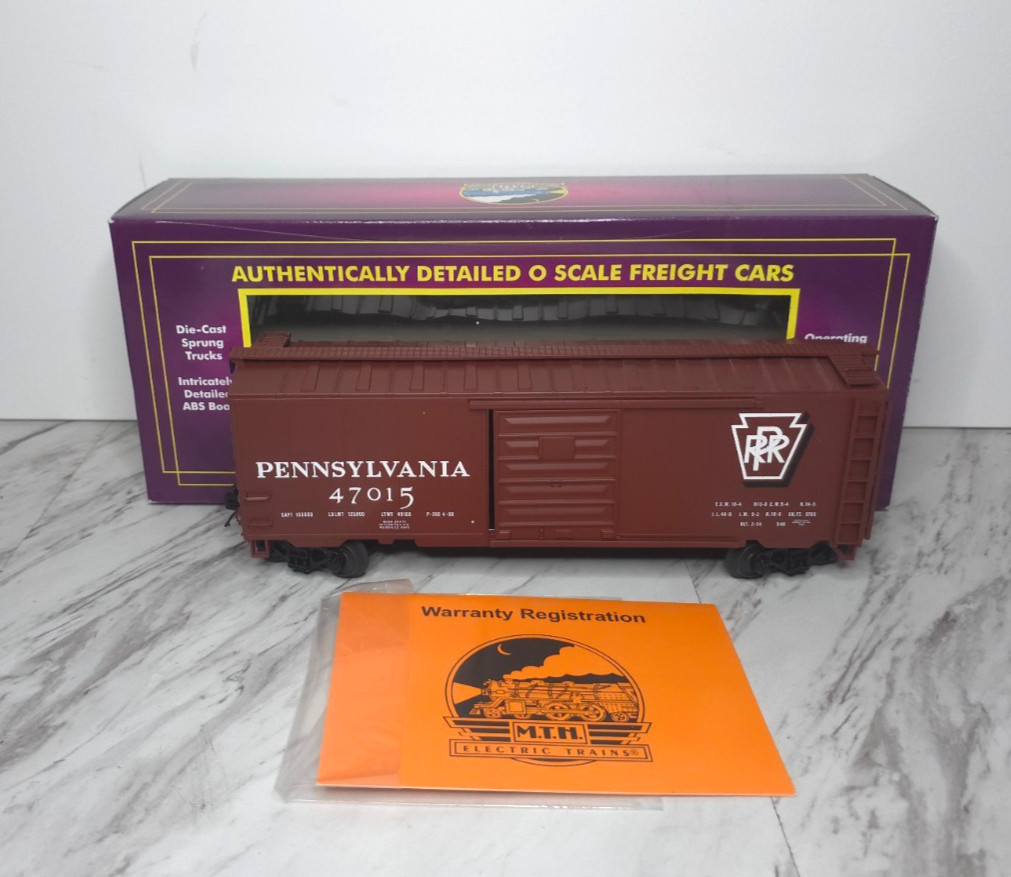 AUTHENTICALLY DETAILED O SCALE FREIGHT CARS
Die-Cast
Sprung
Trucks
Operating
Intricately
Detailed
ABS
PENNSYLVANIA
47015
PRR
Warranty Registration
M.T.H.
ELECTRIC TRAINS®